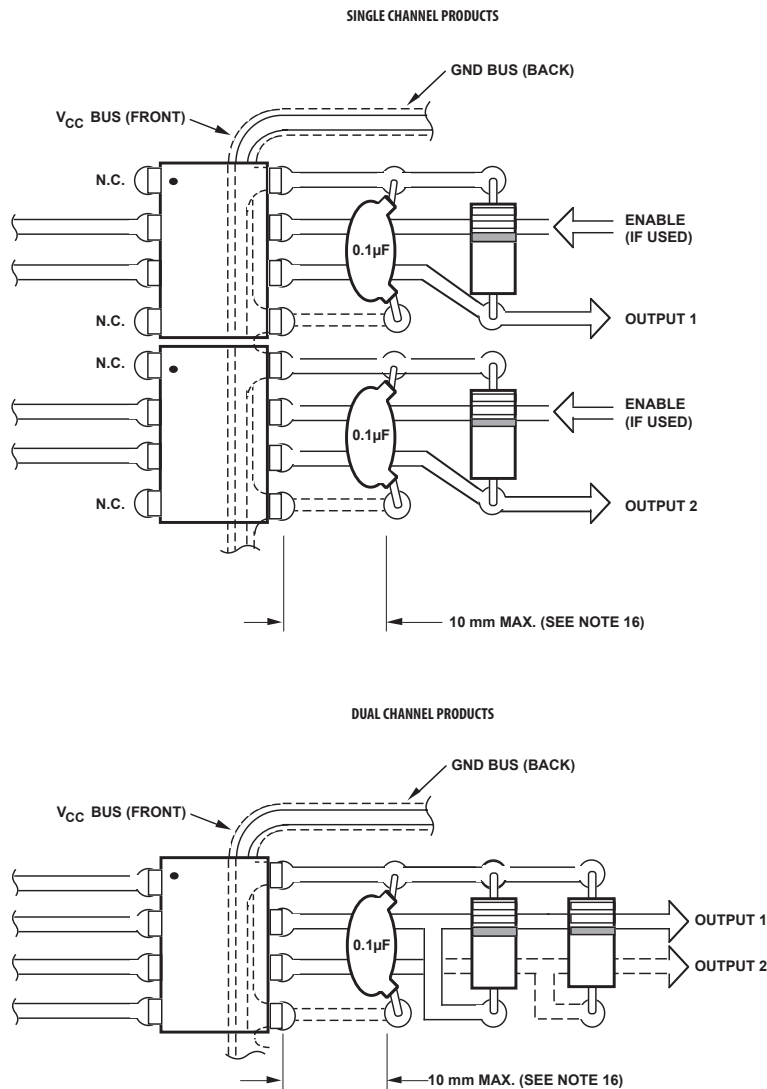 SINGLE CHANNEL PRODUCTS
GND BUS (BACK)
VCC BUS (FRONT)
N.C.
ENABLE
(IF USED)
0.1µF
N.C.
OUTPUT 1
N.C.
ENABLE
(IF USED)
0.1µF
N.C.
OUTPUT 2
10 mm MAX. (SEE NOTE 16)
DUAL CHANNEL PRODUCTS
GND BUS (BACK)
VCC BUS (FRONT)
OUTPUT 1
0.1µF
OUTPUT 2
10 mm MAX. (SEE NOTE 16)